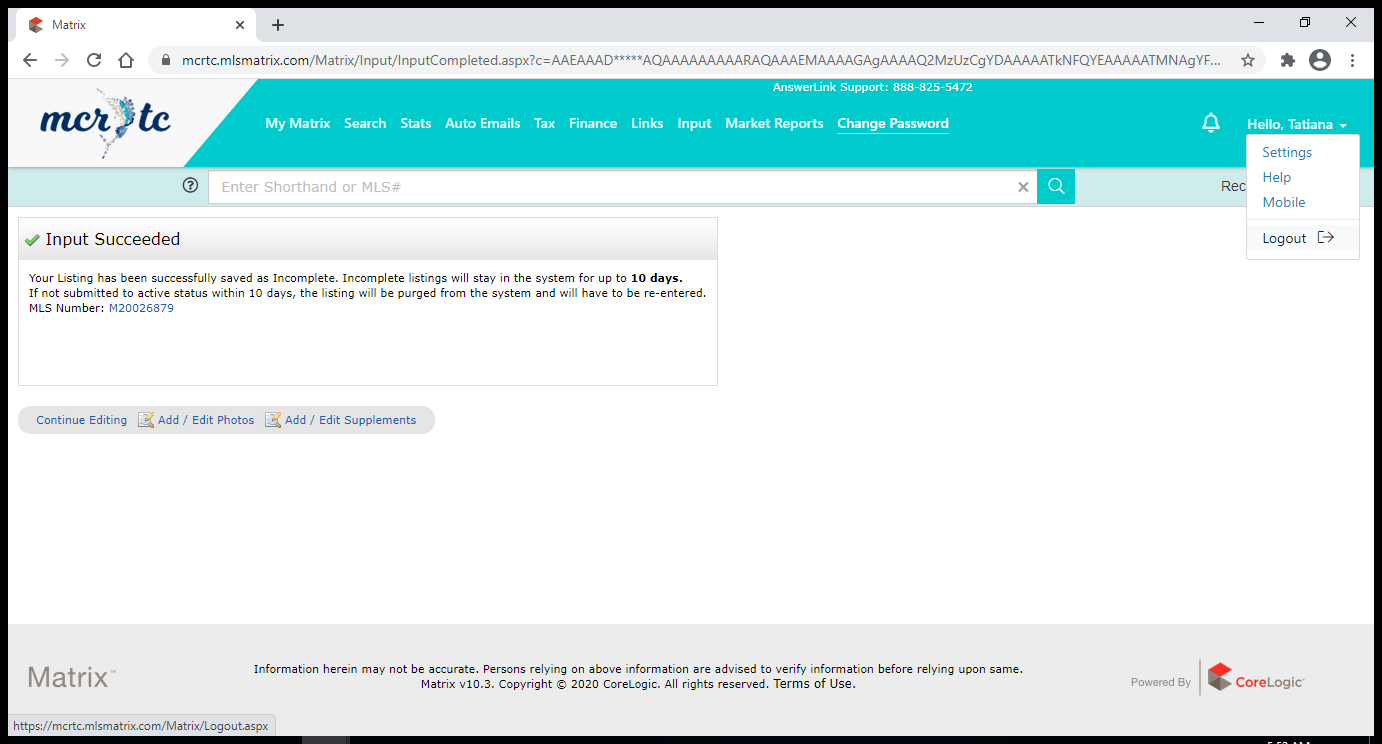 Matrix
mcrtc.mlsmatrix.com/Matrix/Input/InputCompleted.aspx?c=AAEAAAD*****AQAAAAAAAAARAQAAAEMAAAAGAgAAAAQ2MzUzCgYDAAAAATkNFQYEAAAAATMNAgYF...
AnswerLink Support: 888-825-5472
mcrtc
My Matrix Search Stats Auto Emails Tax Finance Links Input Market Reports Change Password
Hello, Tatiana
Settings
Help
Mobile
Logout
Enter Shorthand or MLS#
Rec
Input Succeeded
Your Listing has been successfully saved as Incomplete. Incomplete listings will stay in the system for up to 10 days.
If not submitted to active status within 10 days, the listing will be purged from the system and will have to be re-entered.
MLS Number: M20026879
Continue Editing Add / Edit Photos Add / Edit Supplements
Matrix™
Information herein may not be accurate. Persons relying on above information are advised to verify information before relying upon same.
Matrix v10.3. Copyright © 2020 CoreLogic. All rights reserved. Terms of Use.
Powered By CoreLogic
https://mcrtc.mlsmatrix.com/Matrix/Logout.aspx